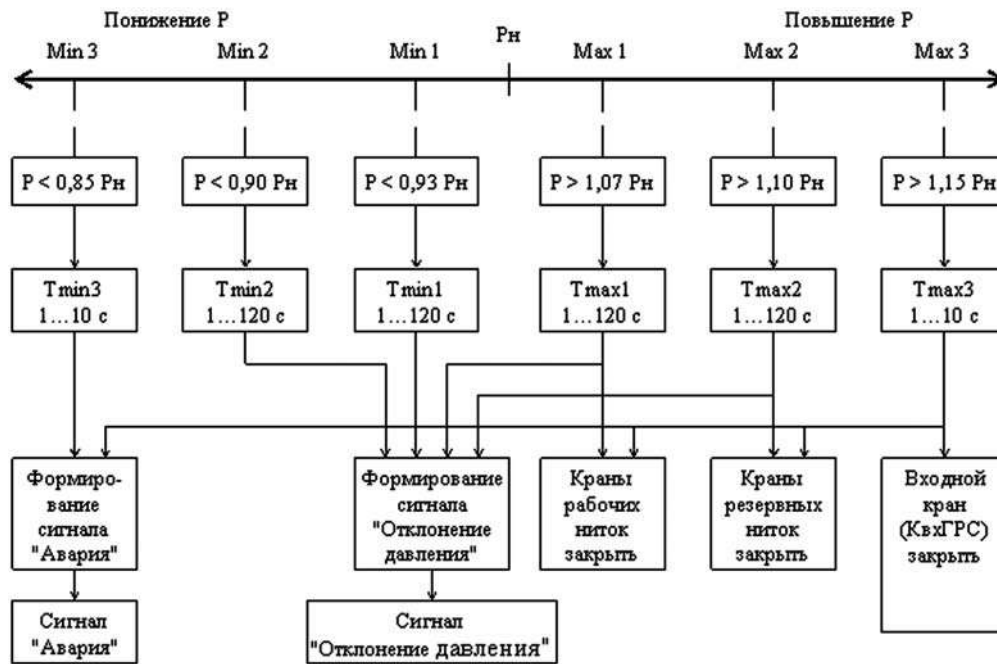 Понижение Р
Повышение Р
Рн
Min 3
Min 2
Min 1
Max 1
Max 2
Max 3
Р < 0,85 Рн
Р < 0,90 Рн
Р < 0,93 Рн
Р > 1,07 Рн
Р > 1,10 Рн
Р > 1,15 Рн
Tmin3
1…10 с
Tmin2
1…120 с
Tmin1
1…120 с
Tmax1
1…120 с
Tmax2
1…120 с
Tmax3
1…10 с
Формиро-
вание
сигнала
"Авария"
Формирование
сигнала
"Отклонение
давления"
Краны
рабочих
ниток
закрыть
Краны
резервных
ниток
закрыть
Входной
кран
(КвхГРС)
закрыть
Сигнал
"Авария"
Сигнал
"Отклонение давления"